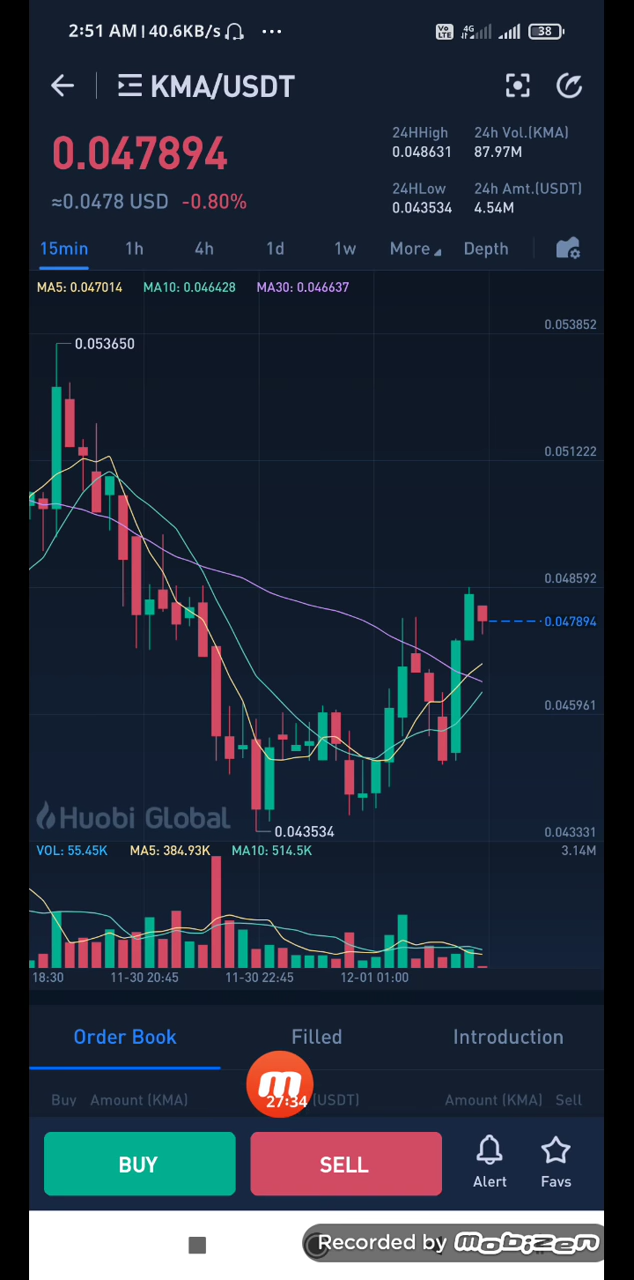 2:51 AM | 40.6KB/s ...
Vo LTE 4G 38
KMA/USDT
0.047894
≈0.0478 USD -0.80%
24HHigh 24h Vol.(KMA)
0.048631 87.97M
24HLow 24h Amt.(USDT)
0.043534 4.54M
15min 1h 4h 1d 1w More Depth
MA5: 0.047014 MA10: 0.046428 MA30: 0.046637
0.053852
0.053650
0.051222
0.048592
0.047894
0.045961
Huobi Global
0.043534
0.043331
VOL: 55.45K MA5: 384.93K MA10: 514.5K 3.14M
18:30 11-30 20:45 11-30 22:45 12-01 01:00
Order Book Filled Introduction
Buy Amount (KMA) (USDT) Amount (KMA) Sell
m
27:34
BUY SELL Alert Favs
Recorded by mobizen